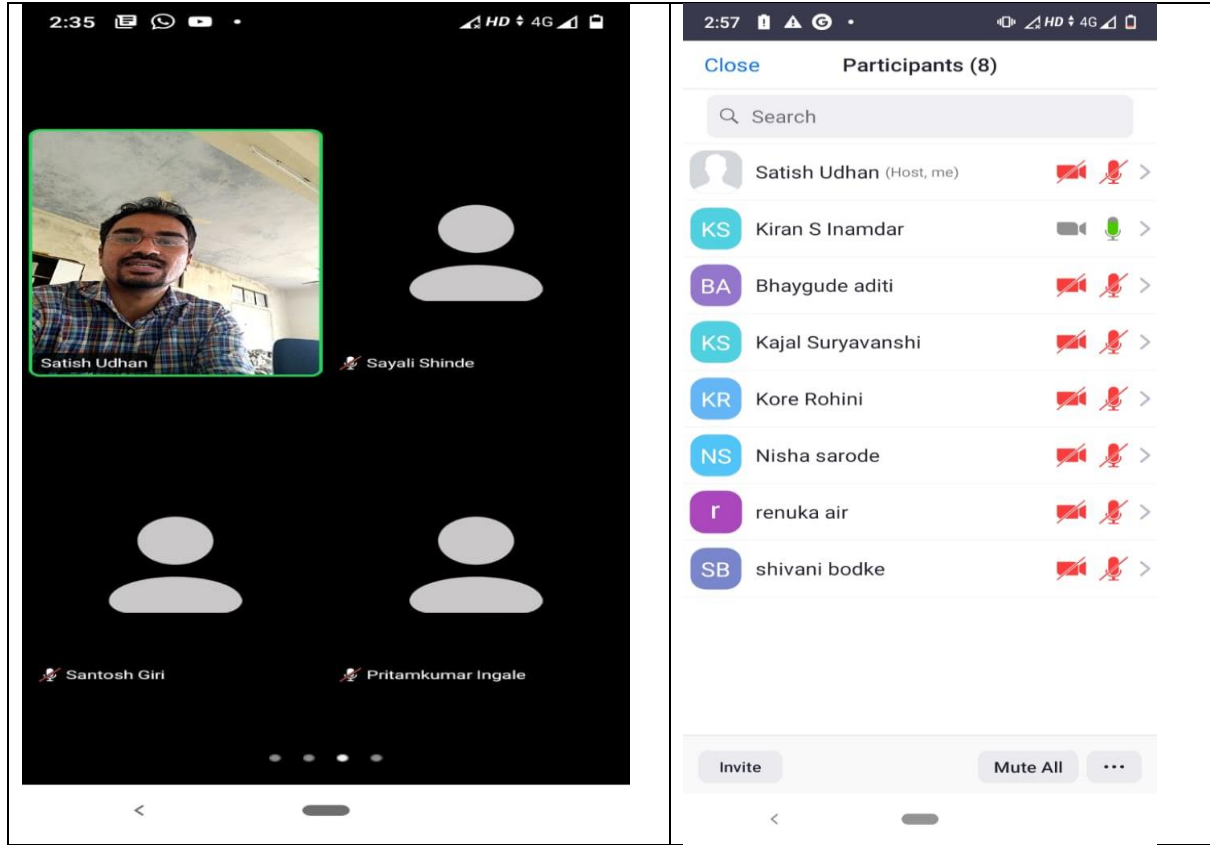 2:35 HD 4G
Satish Udhan
Sayali Shinde
Santosh Giri
Pritamkumar Ingale
2:57 G HD 4G
Close Participants (8)
Search
Satish Udhan (Host, me)
KS Kiran S Inamdar
BA Bhaygude aditi
KS Kajal Suryavanshi
KR Kore Rohini
NS Nisha sarode
r renuka air
SB shivani bodke
Invite Mute All